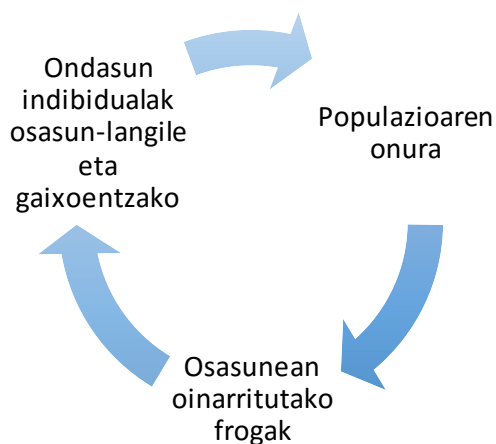 Ondasun
indibidualak
osasun-langile
eta
gaixoentzako
Populazioaren
onura
Osasunean
oinarritutako
frogak